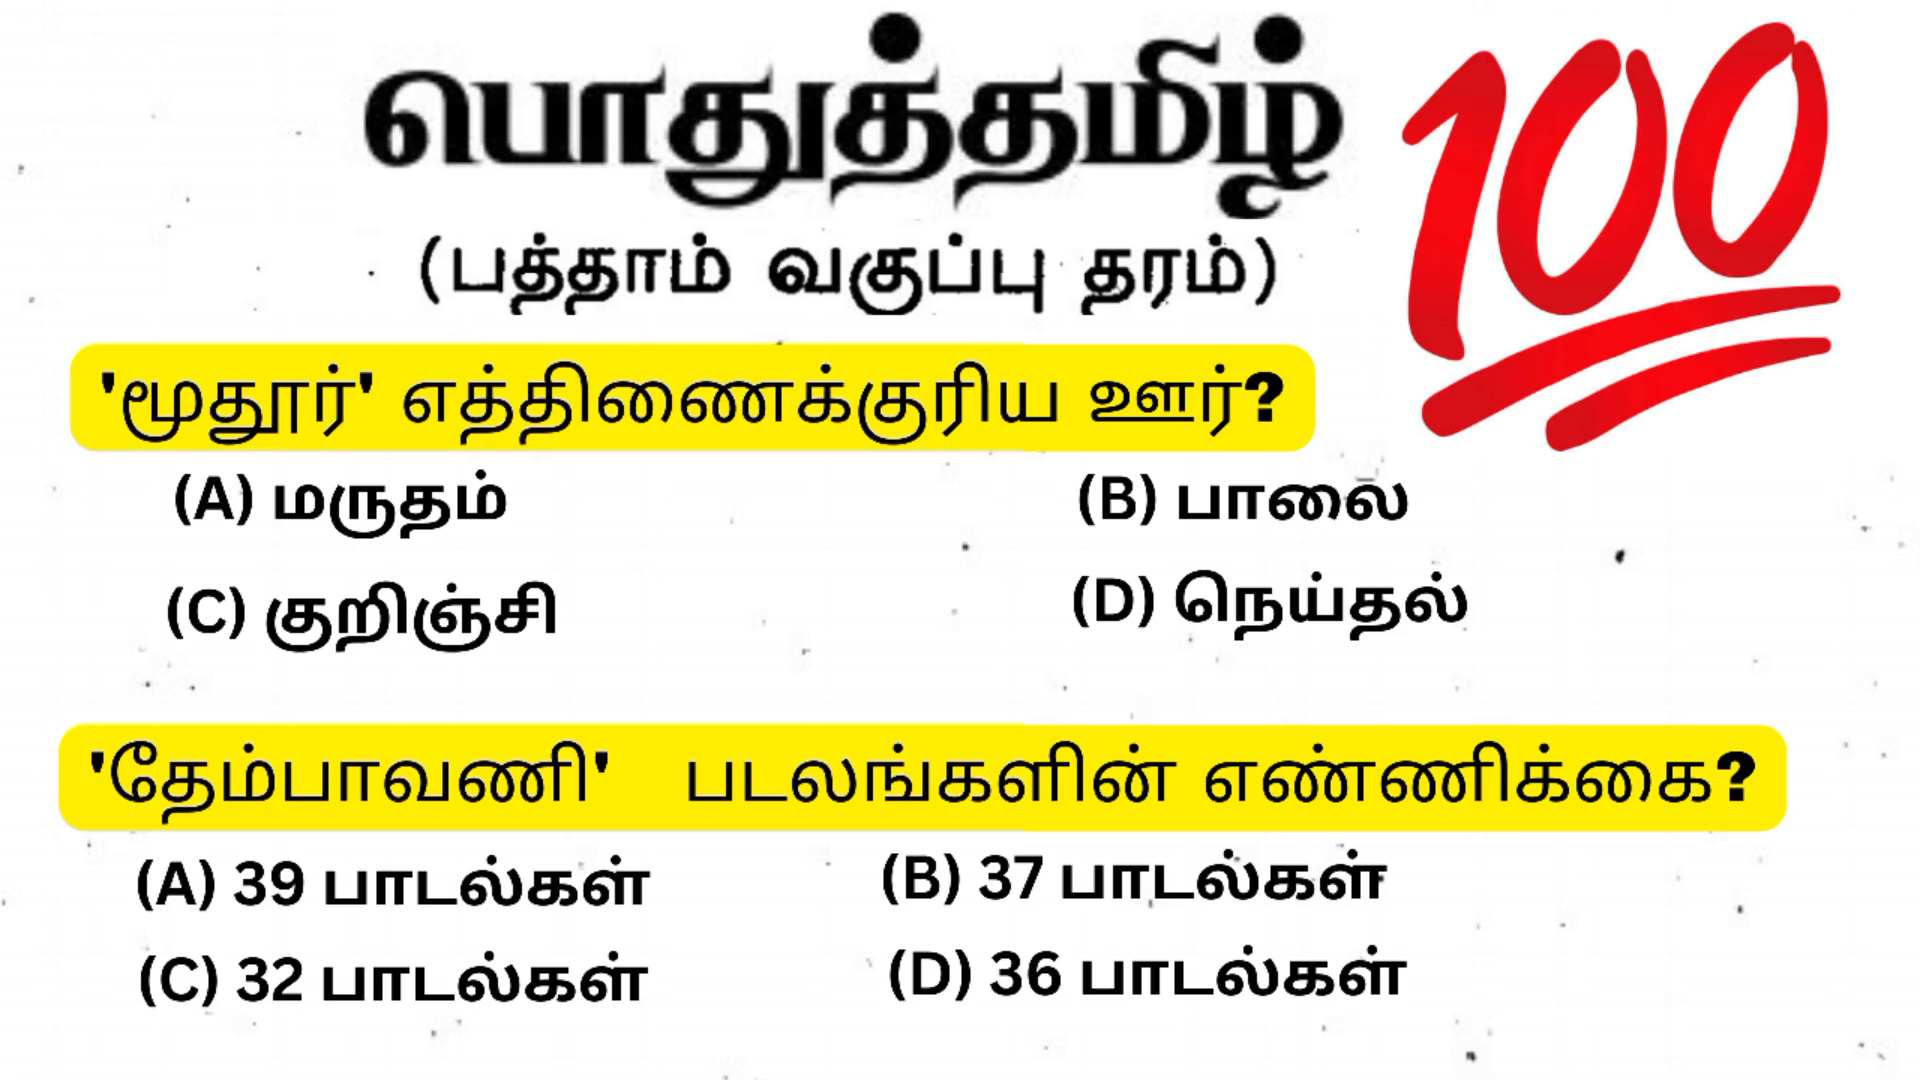 பொதுத்தமிழ்
100
(பத்தாம் வகுப்பு தரம்)
'மூதூர்' எத்திணைக்குரிய ஊர்?
(A) மருதம் (B) பாலை
(C) குறிஞ்சி (D) நெய்தல்
'தேம்பாவணி' படலங்களின் எண்ணிக்கை?
(A) 39 பாடல்கள் (B) 37 பாடல்கள்
(C) 32 பாடல்கள் (D) 36 பாடல்கள்